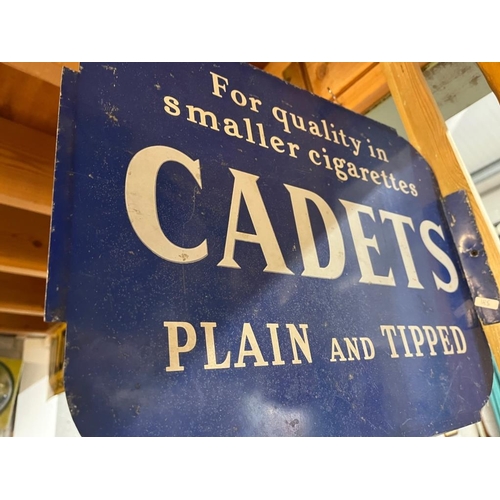 For quality in
smaller cigarettes
CADETS
PLAIN AND TIPPED